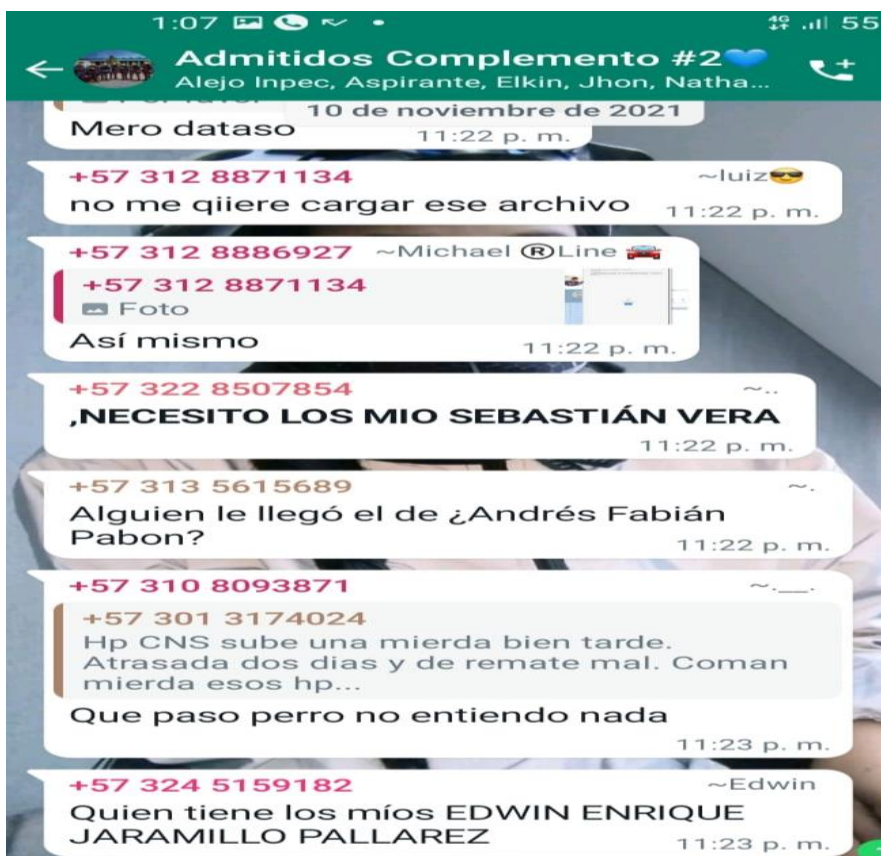 1:07 55
Admitidos Complemento #2💙
Alejo Inpec, Aspirante, Elkin, Jhon, Natha...
10 de noviembre de 2021
Mero dataso 11:22 p. m.
+57 312 8871134 ~luiz😎
no me qiiere cargar ese archivo 11:22 p. m.
+57 312 8886927 ~Michael ®Line 🚘
+57 312 8871134
Foto
Así mismo 11:22 p. m.
+57 322 8507854 ~..
,NECESITO LOS MIO SEBASTIÁN VERA
11:22 p. m.
+57 313 5615689 ~.
Alguien le llegó el de ¿Andrés Fabián
Pabon? 11:22 p. m.
+57 310 8093871 ~.__.
+57 301 3174024
Hp CNS sube una mierda bien tarde.
Atrasada dos dias y de remate mal. Coman
mierda esos hp...
Que paso perro no entiendo nada
11:23 p. m.
+57 324 5159182 ~Edwin
Quien tiene los míos EDWIN ENRIQUE
JARAMILLO PALLAREZ 11:23 p. m.